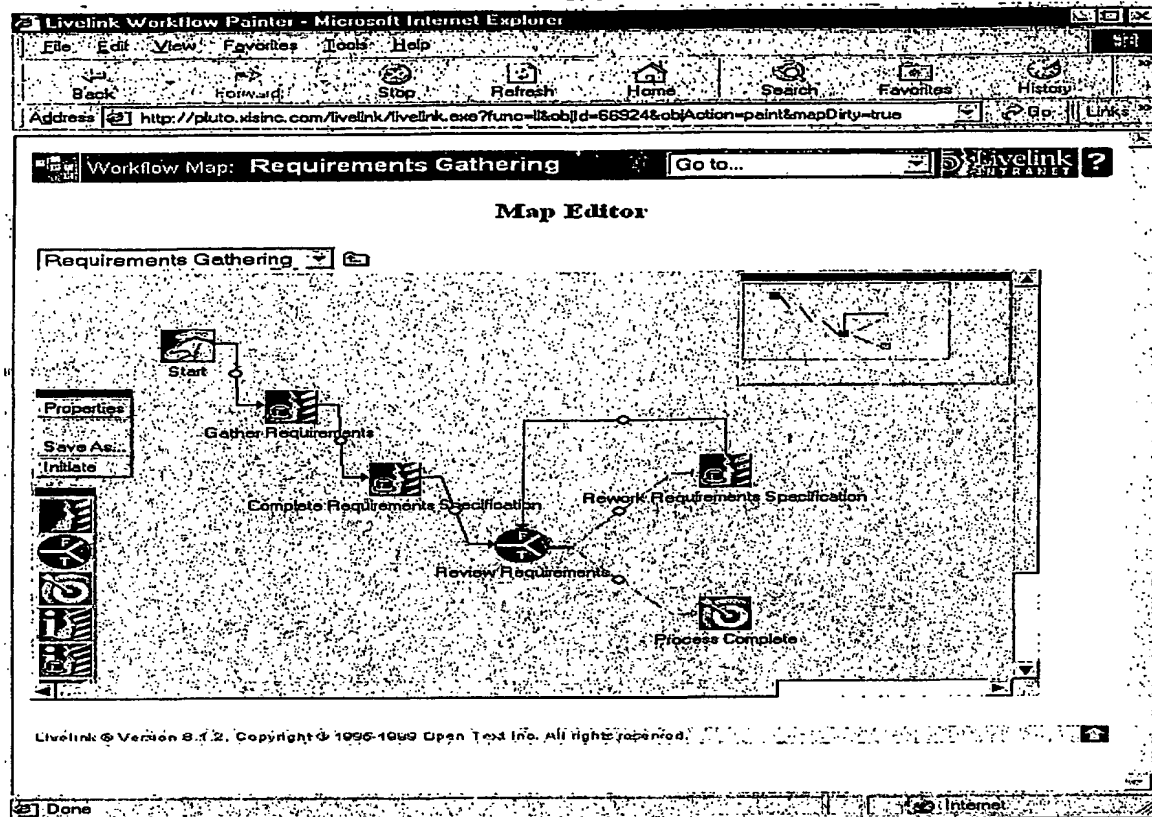 Livelink Workflow Painter - Microsoft Internet Explorer
File Edit View Favorites Tools Help
Back Forward Stop Refresh Home Search Favorites History
Address http://pluto.xlsinc.com/livelink/livelink.exe?func=ll&objId=66924&objAction=paint&mapDirty=true Go Links
Workflow Map: Requirements Gathering Go to... Livelink INTRANET ?
Map Editor
Requirements Gathering
Start
Properties
Gather Requirements
Save As...
Initiate
Complete Requirements Specification
Rework Requirements Specification
F
T
Review Requirements
Process Complete
Livelink ® Version 8.1.2, Copyright © 1995-1999 Open Text Inc. All rights reserved.
Done Internet